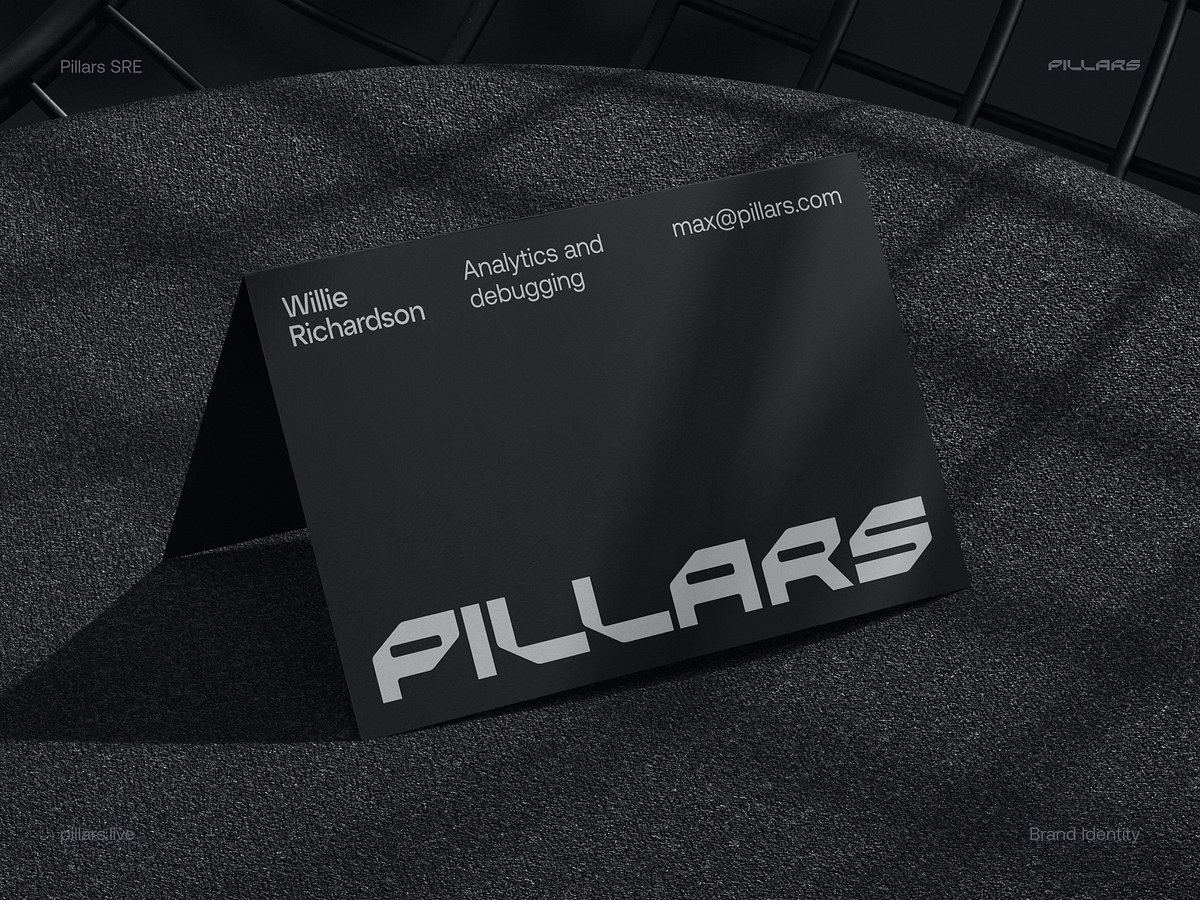 Pillars SRE
PILLARS
Willie
Richardson
Analytics and
debugging
max@pillars.com
PILLARS
pillars.live
Brand Identity